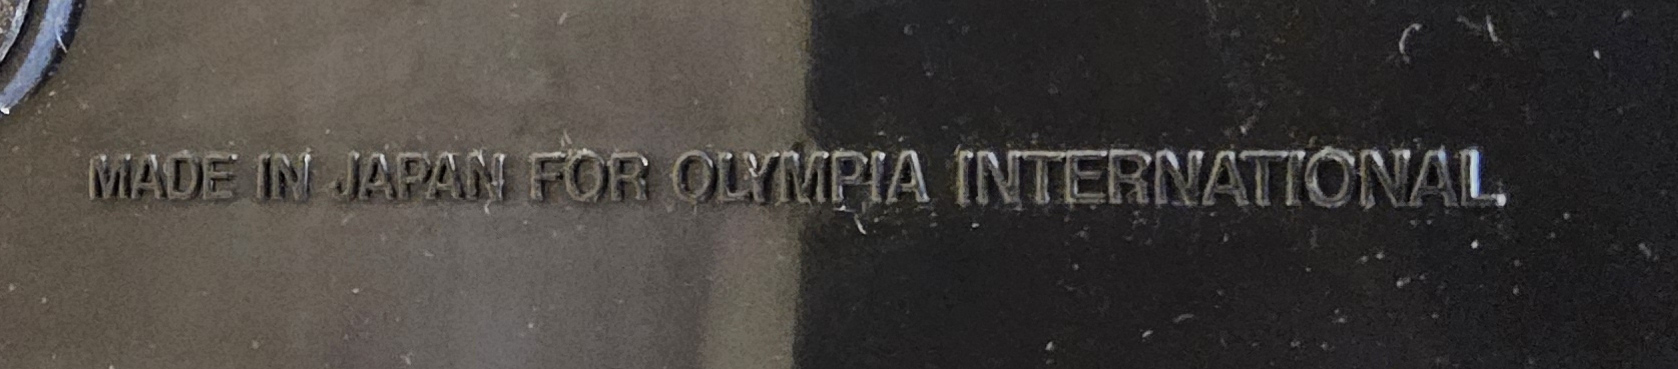 MADE IN JAPAN FOR OLYMPIA INTERNATIONAL